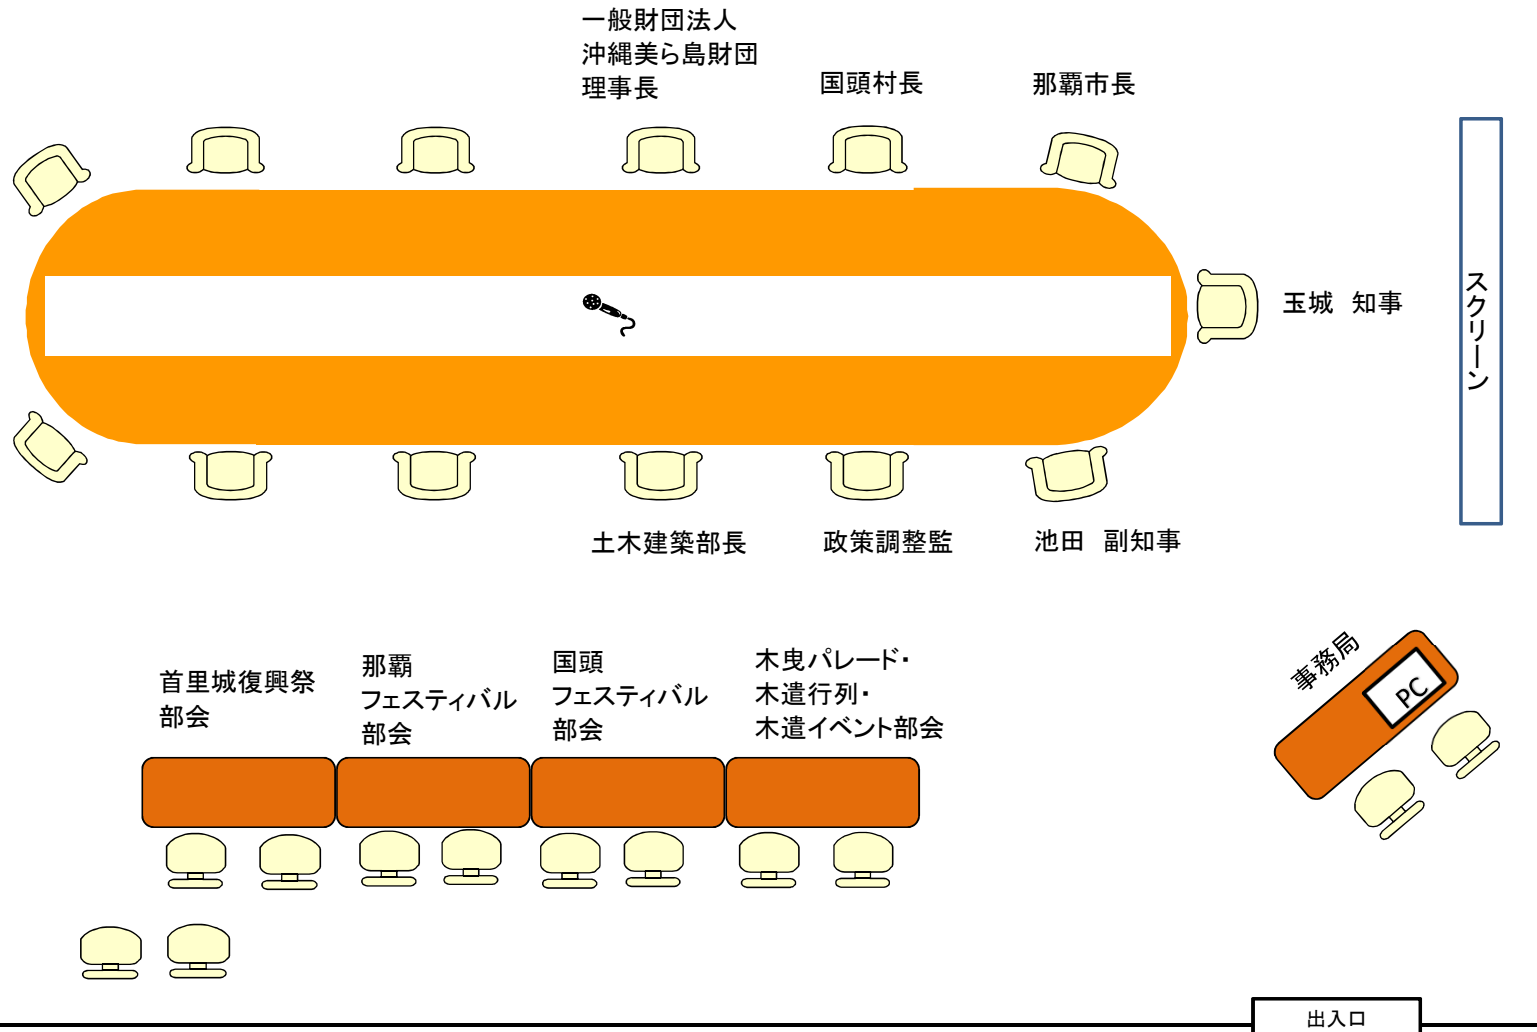 一般財団法人
沖縄美ら島財団
理事長
国頭村長
那覇市長
玉城　知事
スクリーン
土木建築部長
政策調整監
池田　副知事
首里城復興祭
部会
那覇
フェスティバル
部会
国頭
フェスティバル
部会
木曳パレード・
木遣行列・
木遣イベント部会
事務局
PC
出入口